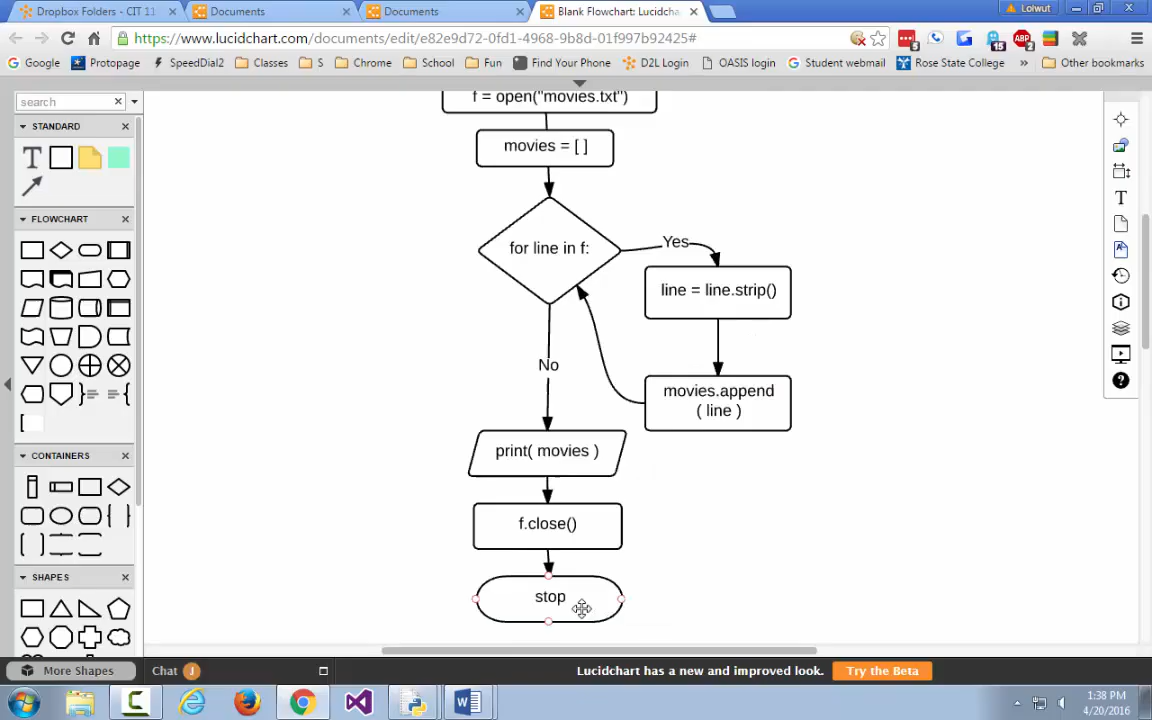 Dropbox Folders - CIT 11
Documents
Documents
Blank Flowchart: Lucidcha
Lolwut
https://www.lucidchart.com/documents/edit/e82e9d72-0fd1-4968-9b8d-01f997b92425#
5
15
2
ABP
Google
Protopage
SpeedDial2
Classes
S
Chrome
School
Fun
Find Your Phone
D2L Login
OASIS login
Student webmail
Rose State College
»
Other bookmarks
search
STANDARD
T
FLOWCHART
CONTAINERS
SHAPES
More Shapes
f = open("movies.txt")
movies = [ ]
for line in f:
Yes
line = line.strip()
No
movies.append
( line )
print( movies )
f.close()
stop
T
Chat
J
Lucidchart has a new and improved look.
Try the Beta
1:38 PM
4/20/2016